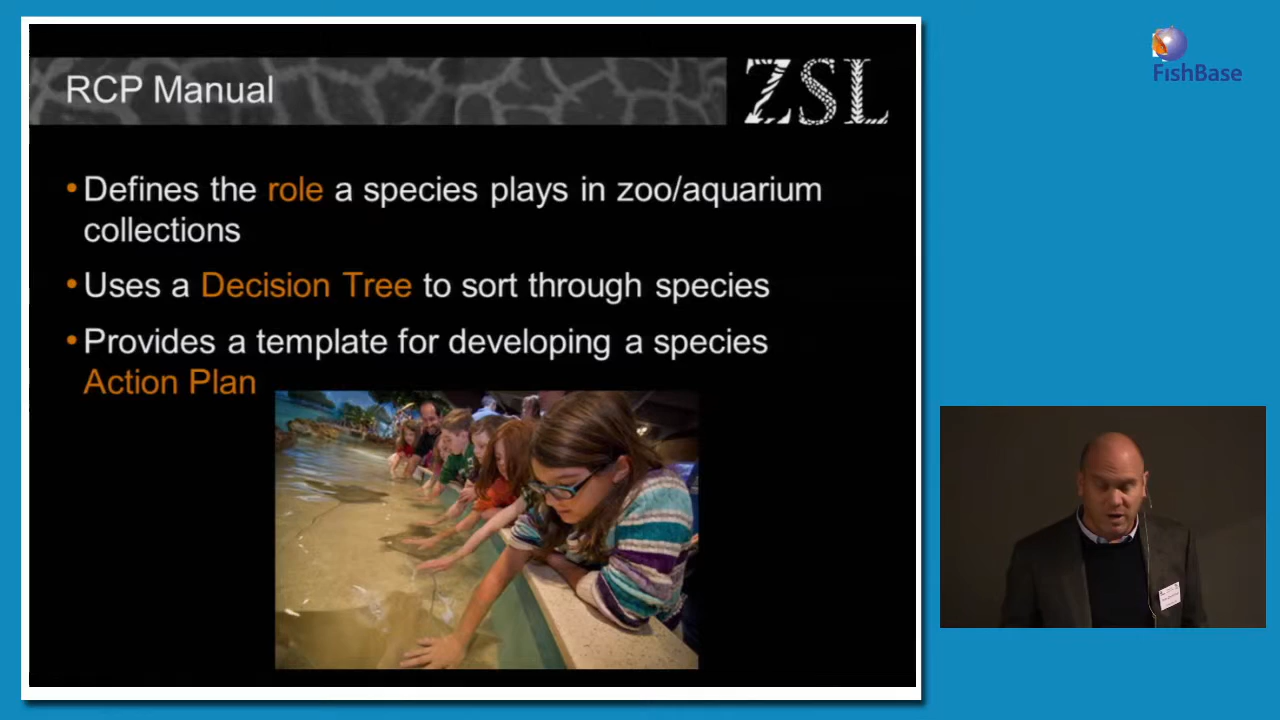 RCP Manual
ZSL
FishBase
•Defines the role a species plays in zoo/aquarium
collections
•Uses a Decision Tree to sort through species
•Provides a template for developing a species
Action Plan